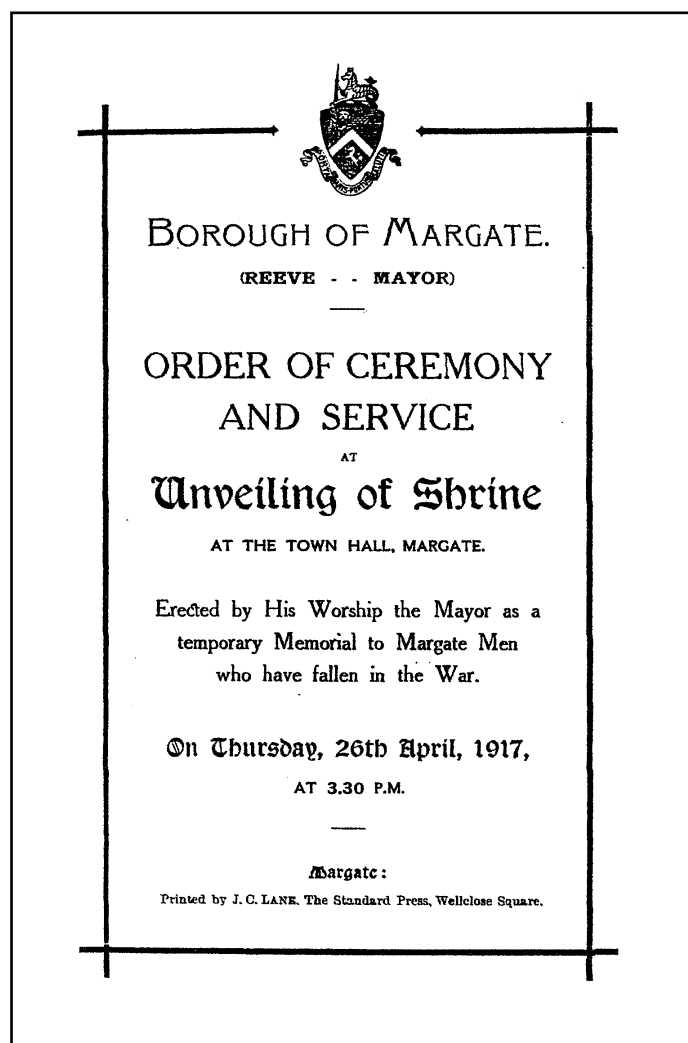 BOROUGH OF MARGATE.
(REEVE - - MAYOR)
ORDER OF CEREMONY
AND SERVICE
AT
Unveiling of Shrine
AT THE TOWN HALL, MARGATE.
Erected by His Worship the Mayor as a
temporary Memorial to Margate Men
who have fallen in the War.
On Thursday, 26th April, 1917,
AT 3.30 P.M.
Margate:
Printed by J. C. LANE, The Standard Press, Wellclose Square.